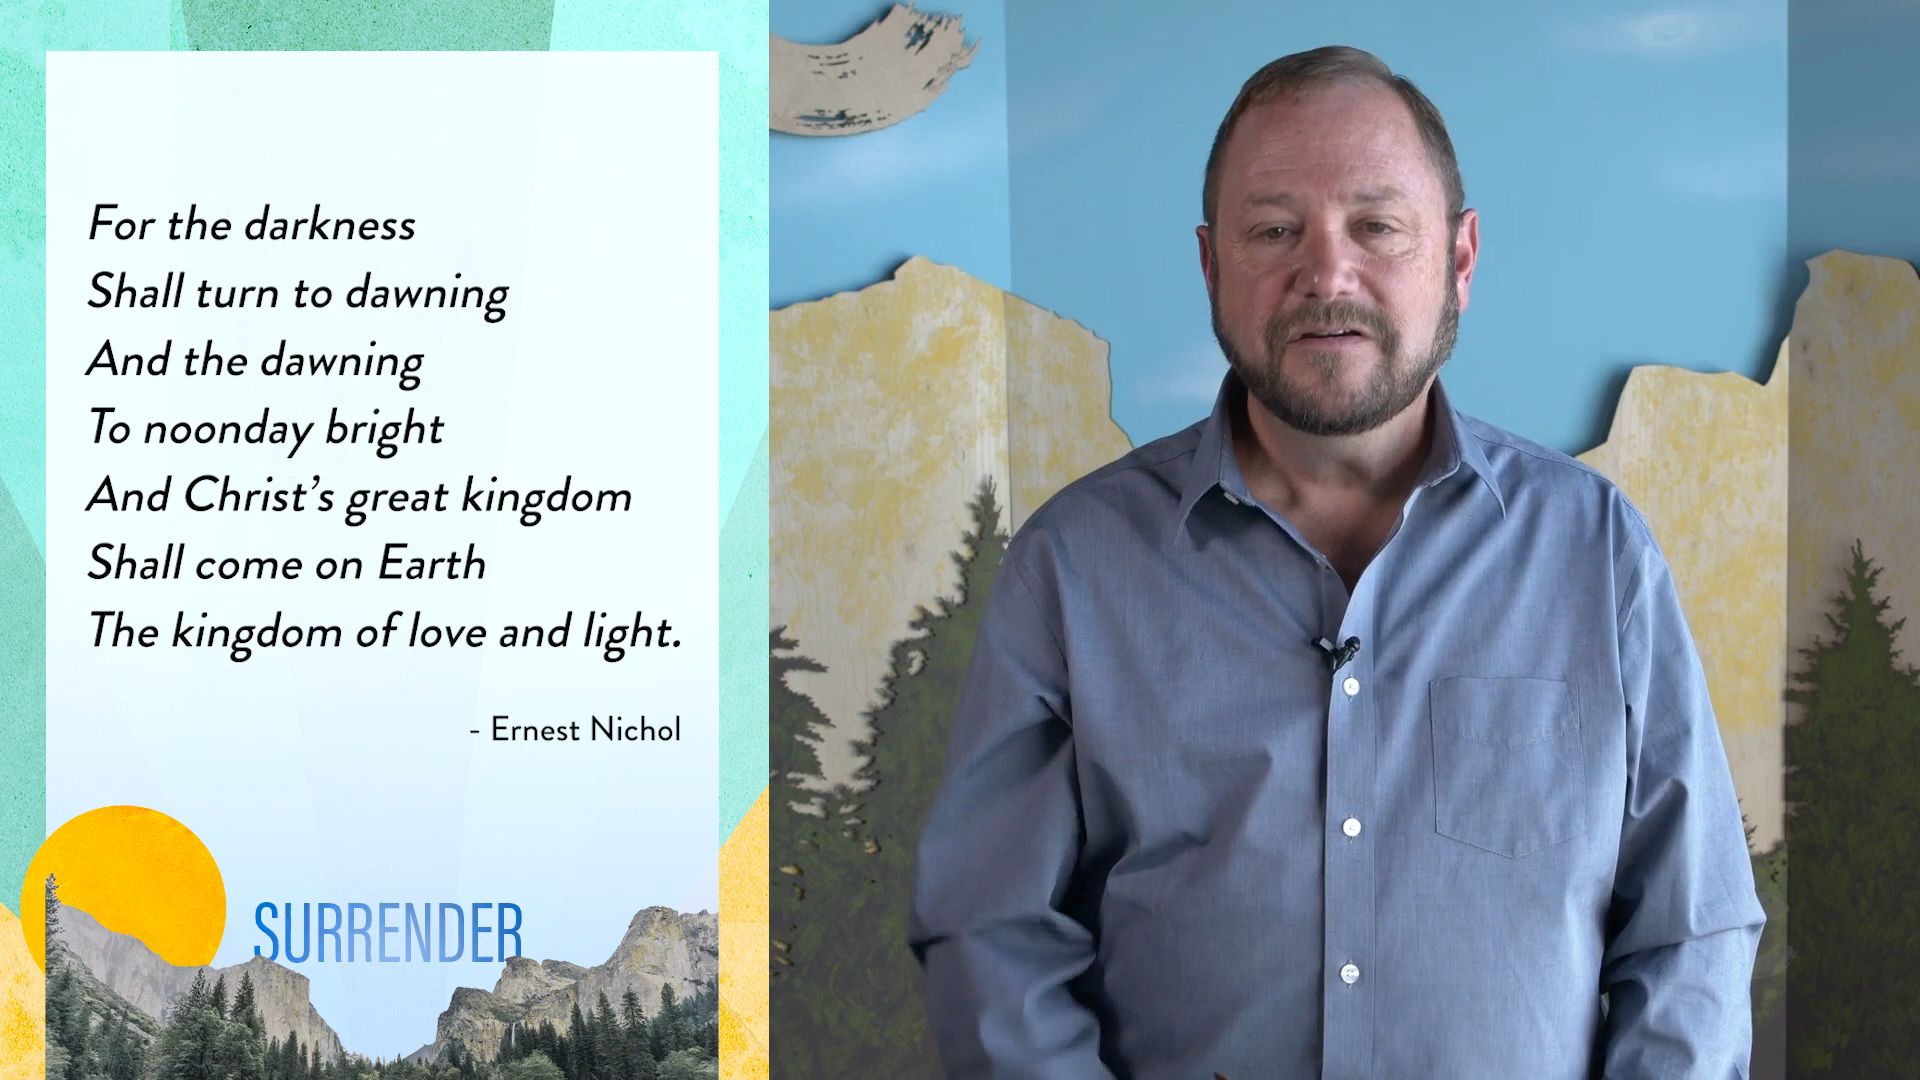 For the darkness
Shall turn to dawning
And the dawning
To noonday bright
And Christ's great kingdom
Shall come on Earth
The kingdom of love and light.
- Ernest Nichol
SURRENDER